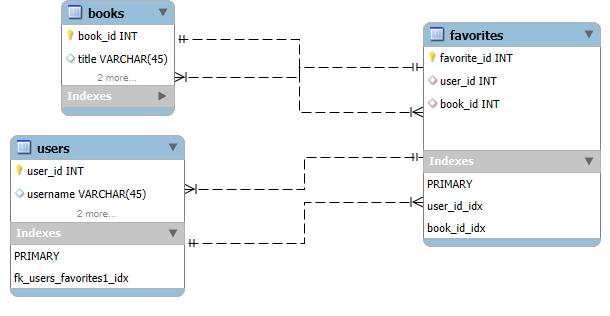 books
book_id INT
title VARCHAR(45)
2 more...
Indexes
favorites
favorite_id INT
user_id INT
book_id INT
Indexes
PRIMARY
user_id_idx
book_id_idx
users
user_id INT
username VARCHAR(45)
2 more...
Indexes
PRIMARY
fk_users_favorites1_idx